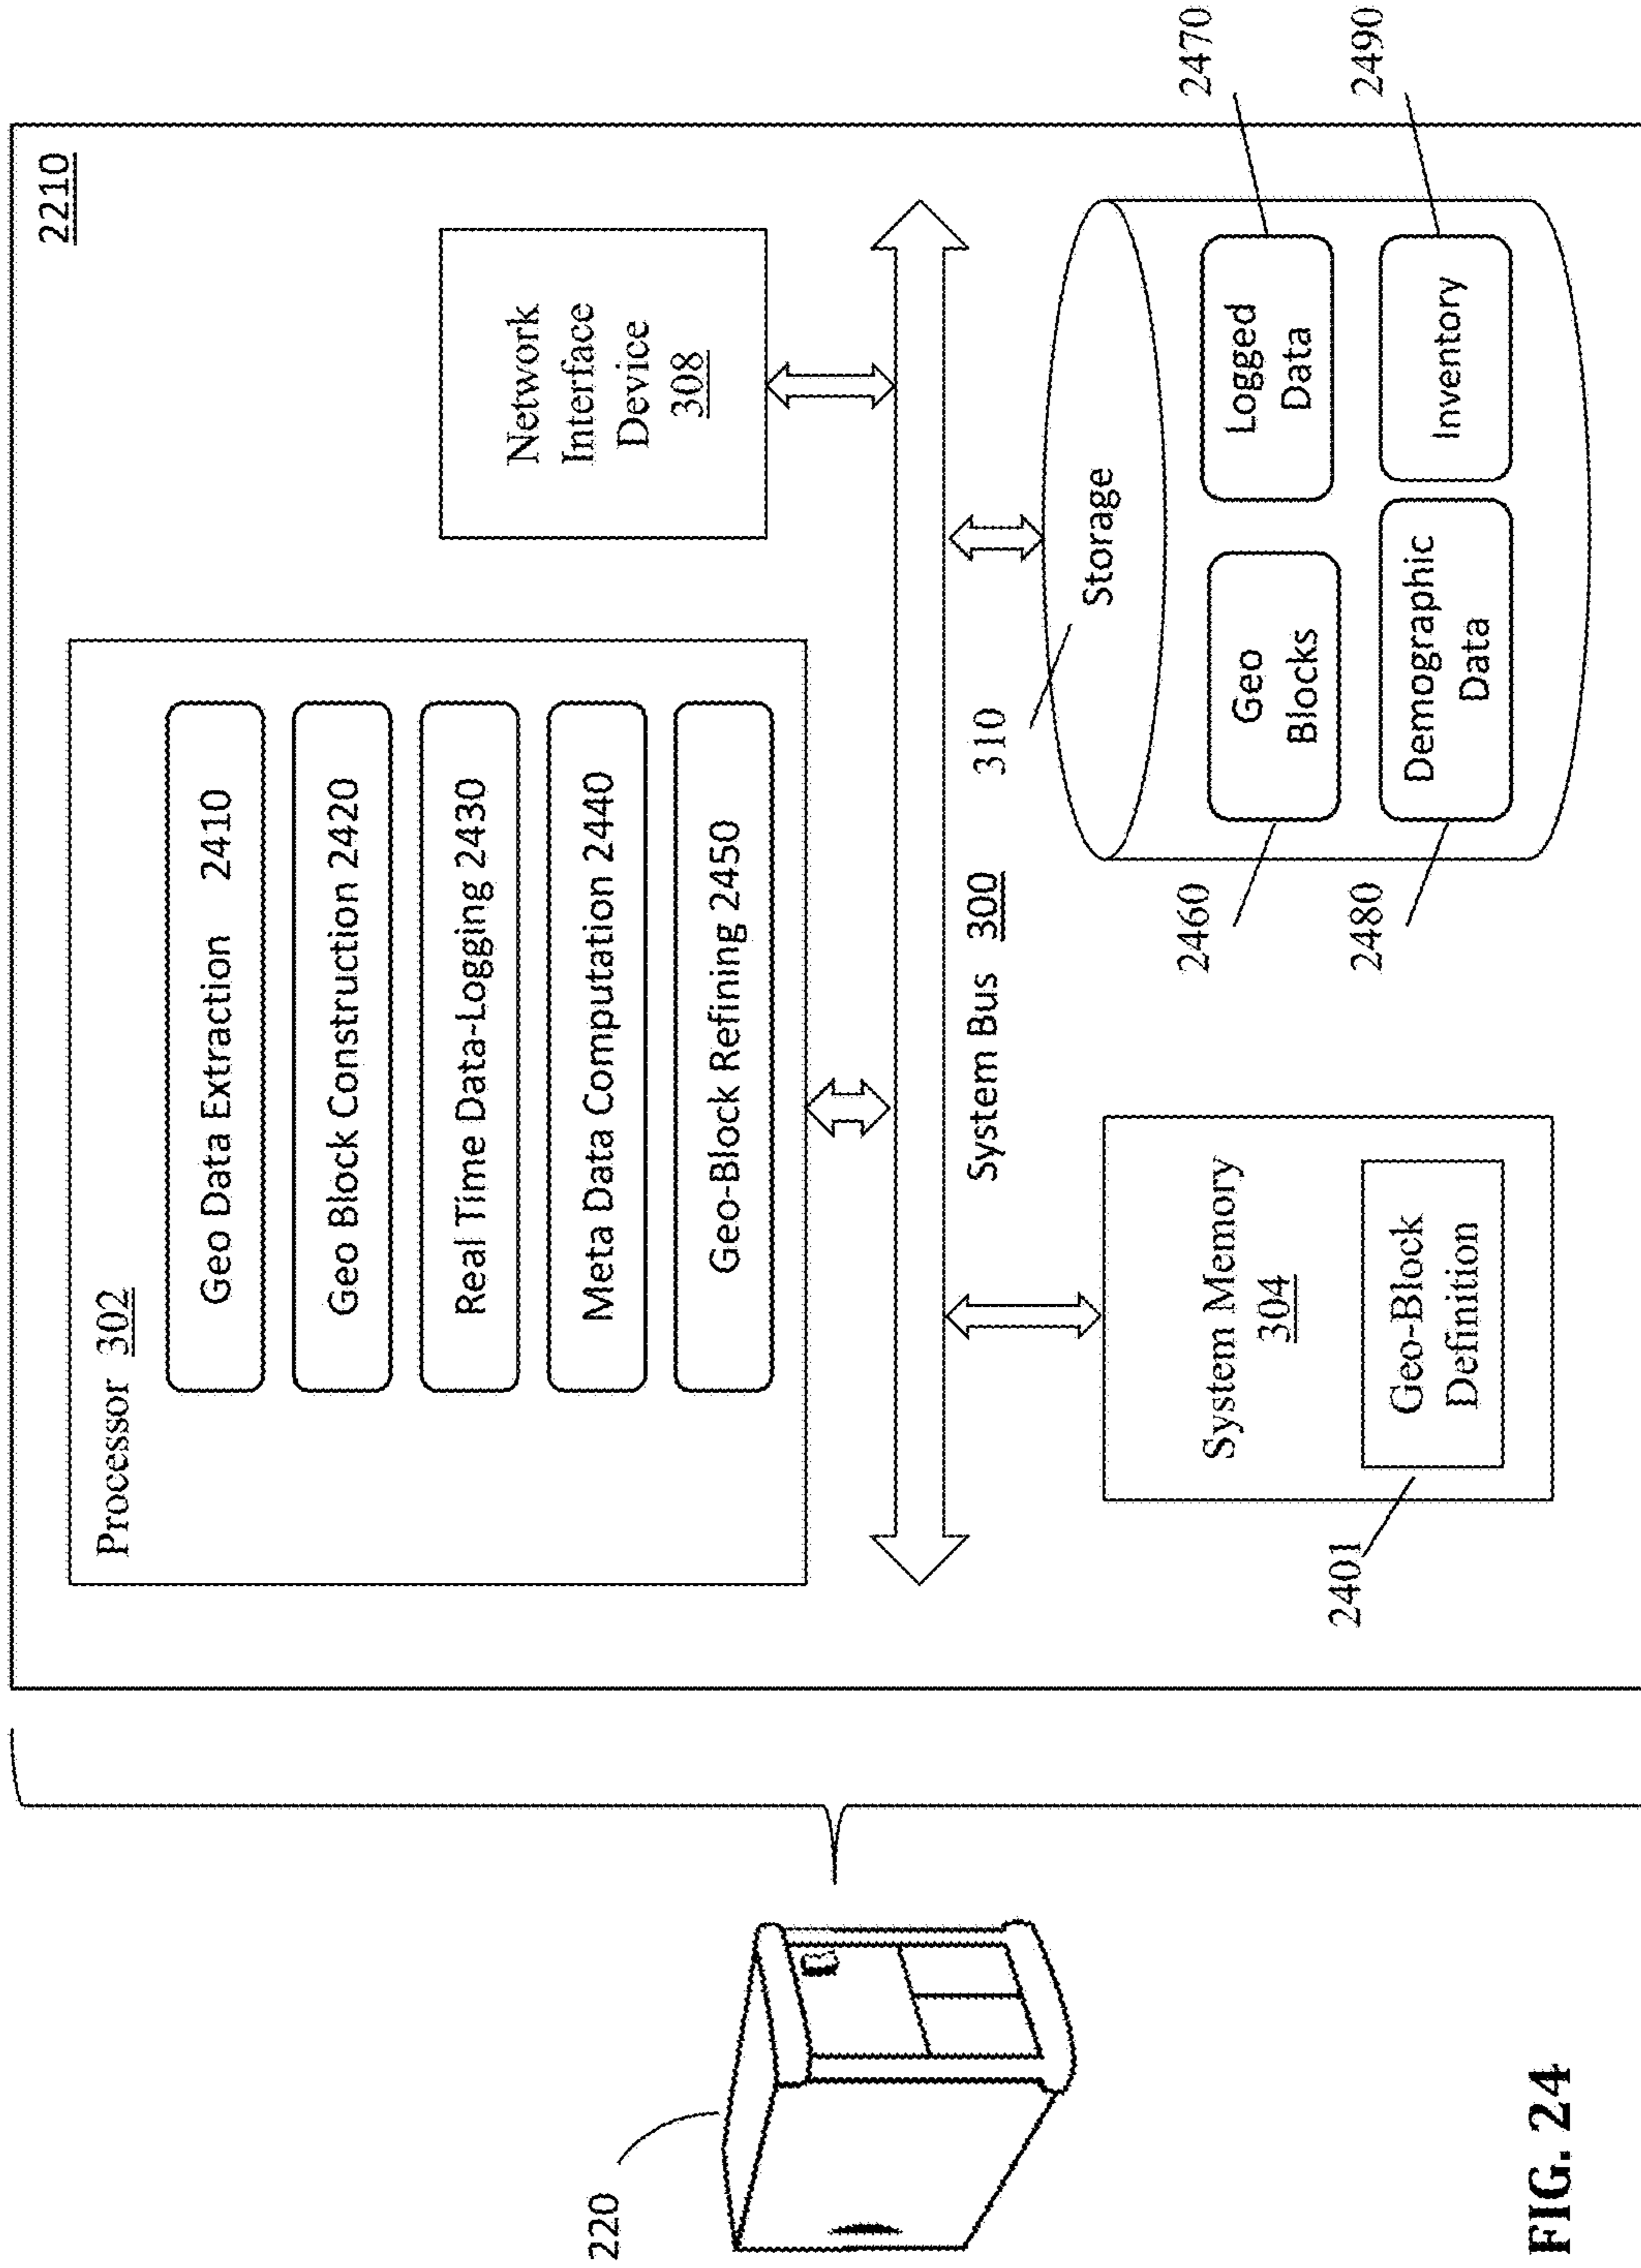 2210
Processor 302
Geo Data Extraction 2410
Geo Block Construction 2420
Real Time Data-Logging 2430
Meta Data Computation 2440
Geo-Block Refining 2450
Network
Interface
Device
308
System Bus 300
310
System Memory
304
Geo-Block
Definition
2401
Storage
Geo
Blocks
Logged
Data
Demographic
Data
Inventory
2460
2470
2480
2490
220
FIG. 24